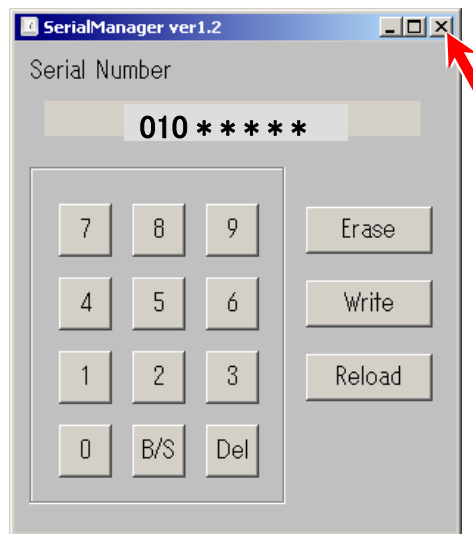 SerialManager ver1.2
Serial Number
010 * * * * *
7 8 9 Erase
4 5 6 Write
1 2 3 Reload
0 B/S Del